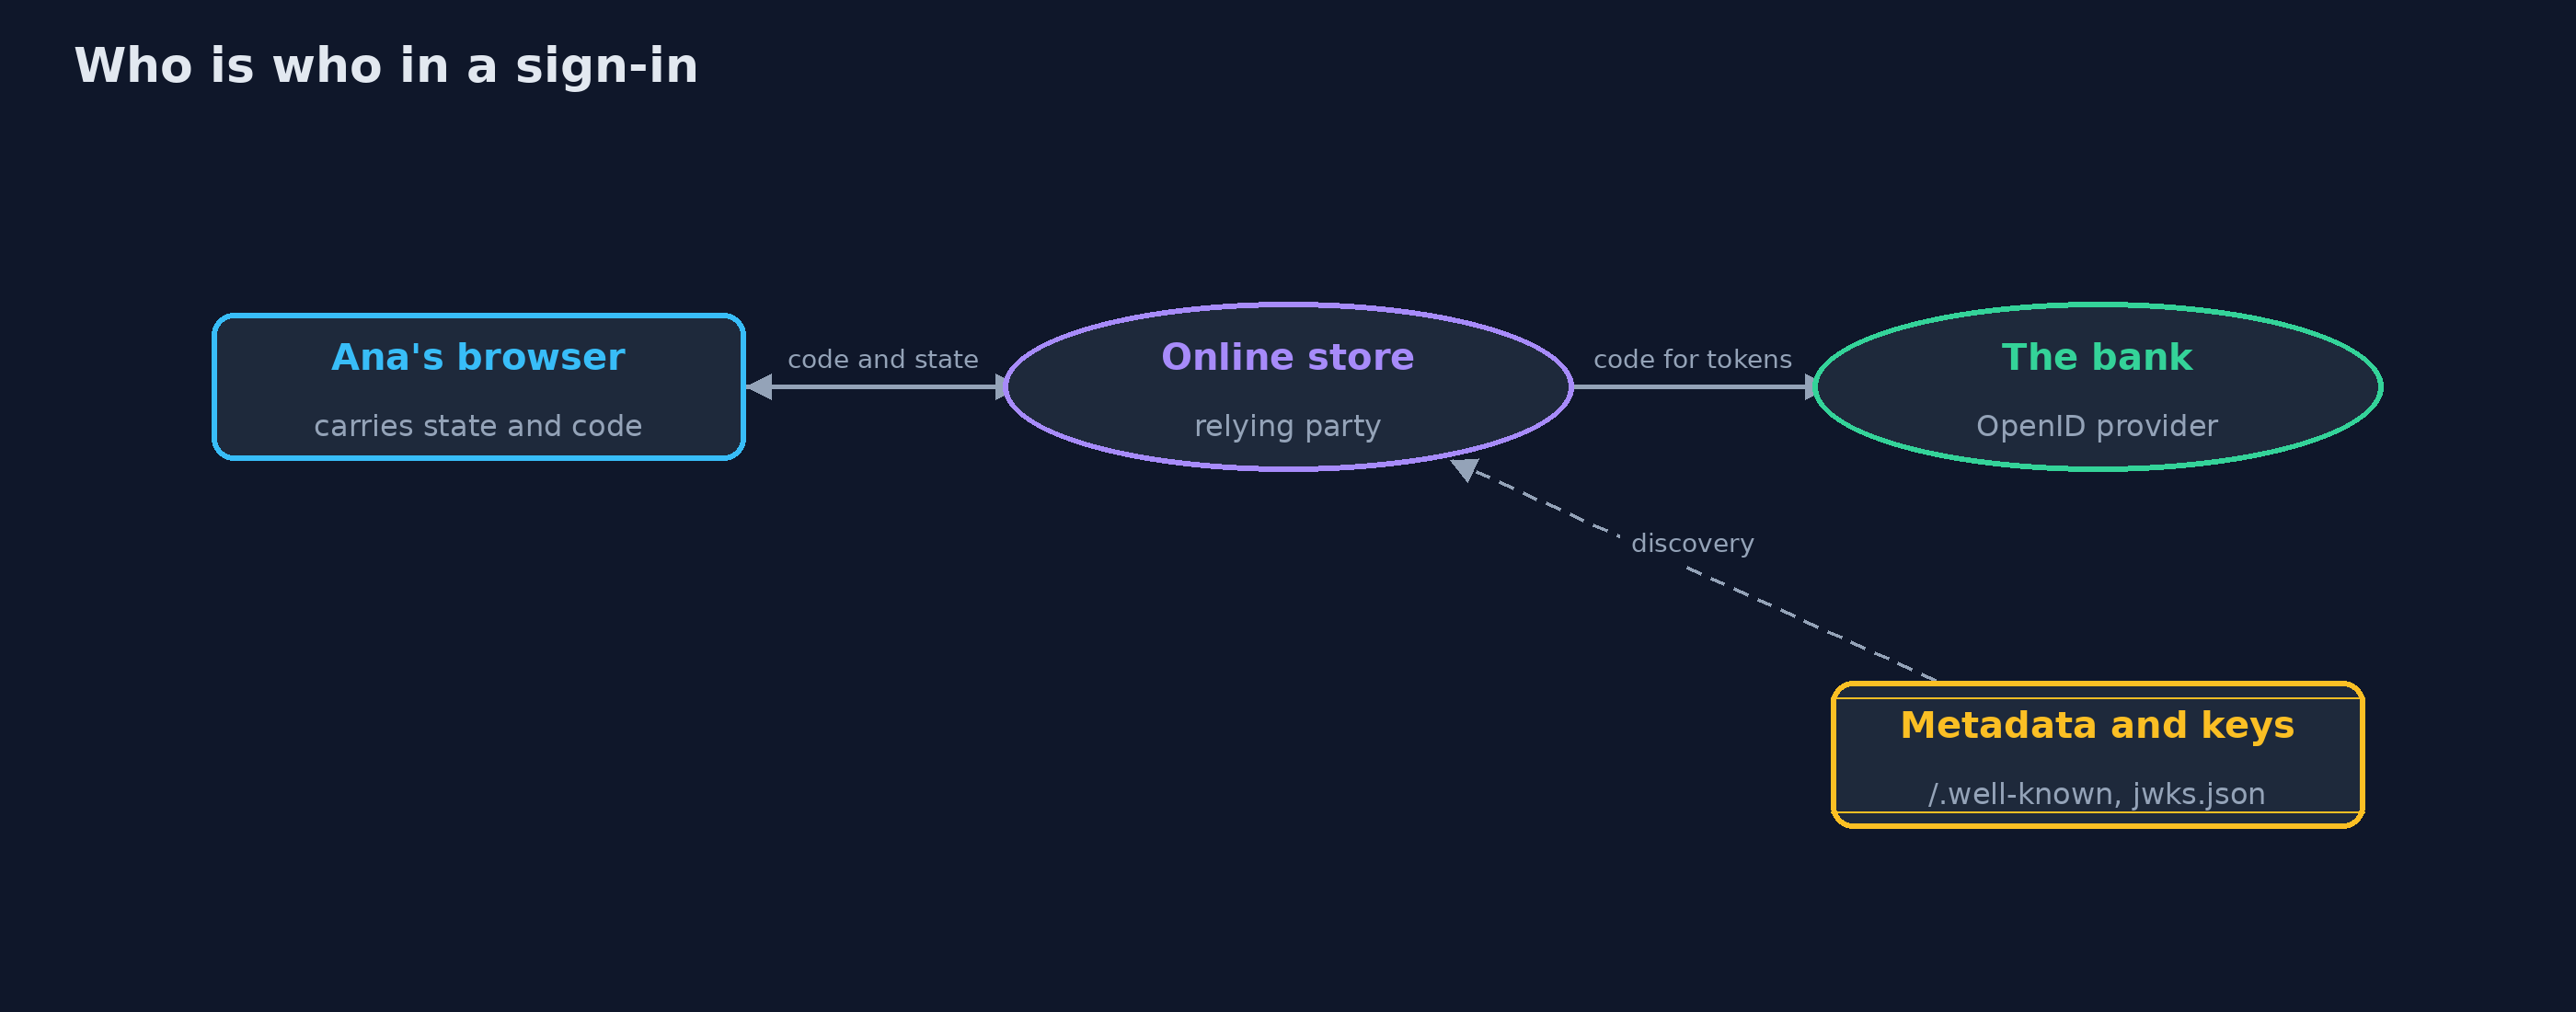 Who is who in a sign-in
Ana's browser
carries state and code
code and state
Online store
relying party
code for tokens
The bank
OpenID provider
discovery
Metadata and keys
/.well-known, jwks.json